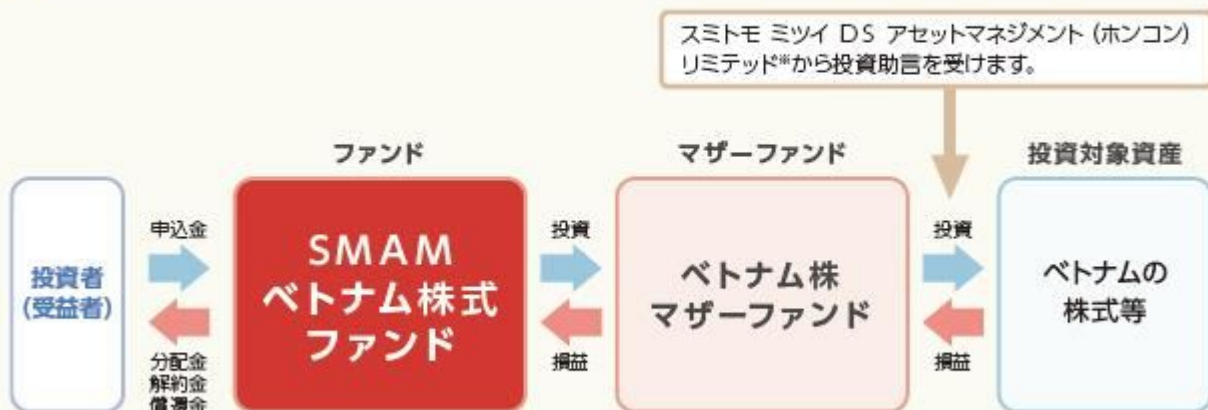 スミトモ ミツイ DS アセットマネジメント (ホンコン)
リミテッド※から投資助言を受けます。
ファンド
マザーファンド
投資対象資産
投資者
(受益者)
申込金
分配金
解約金
償還金
SMAM
ベトナム株式
ファンド
投資
損益
ベトナム株
マザーファンド
投資
損益
ベトナムの
株式等